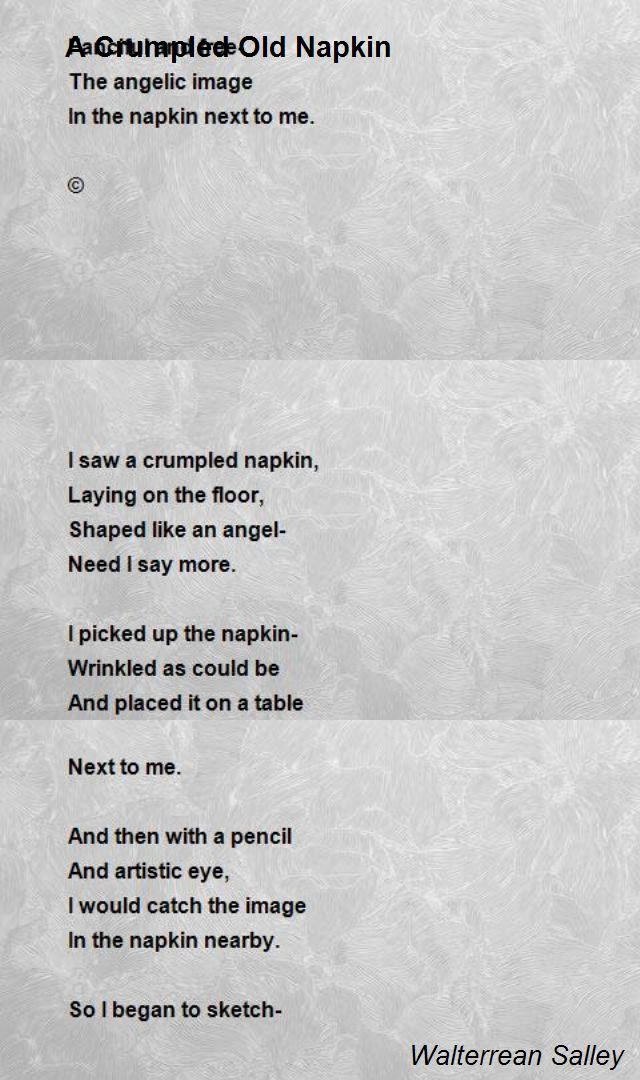 A Crumpled Old Napkin
Fanciful and free-
The angelic image
In the napkin next to me.
©
I saw a crumpled napkin,
Laying on the floor,
Shaped like an angel-
Need I say more.
I picked up the napkin-
Wrinkled as could be
And placed it on a table
Next to me.
And then with a pencil
And artistic eye,
I would catch the image
In the napkin nearby.
So I began to sketch-
Walterrean Salley